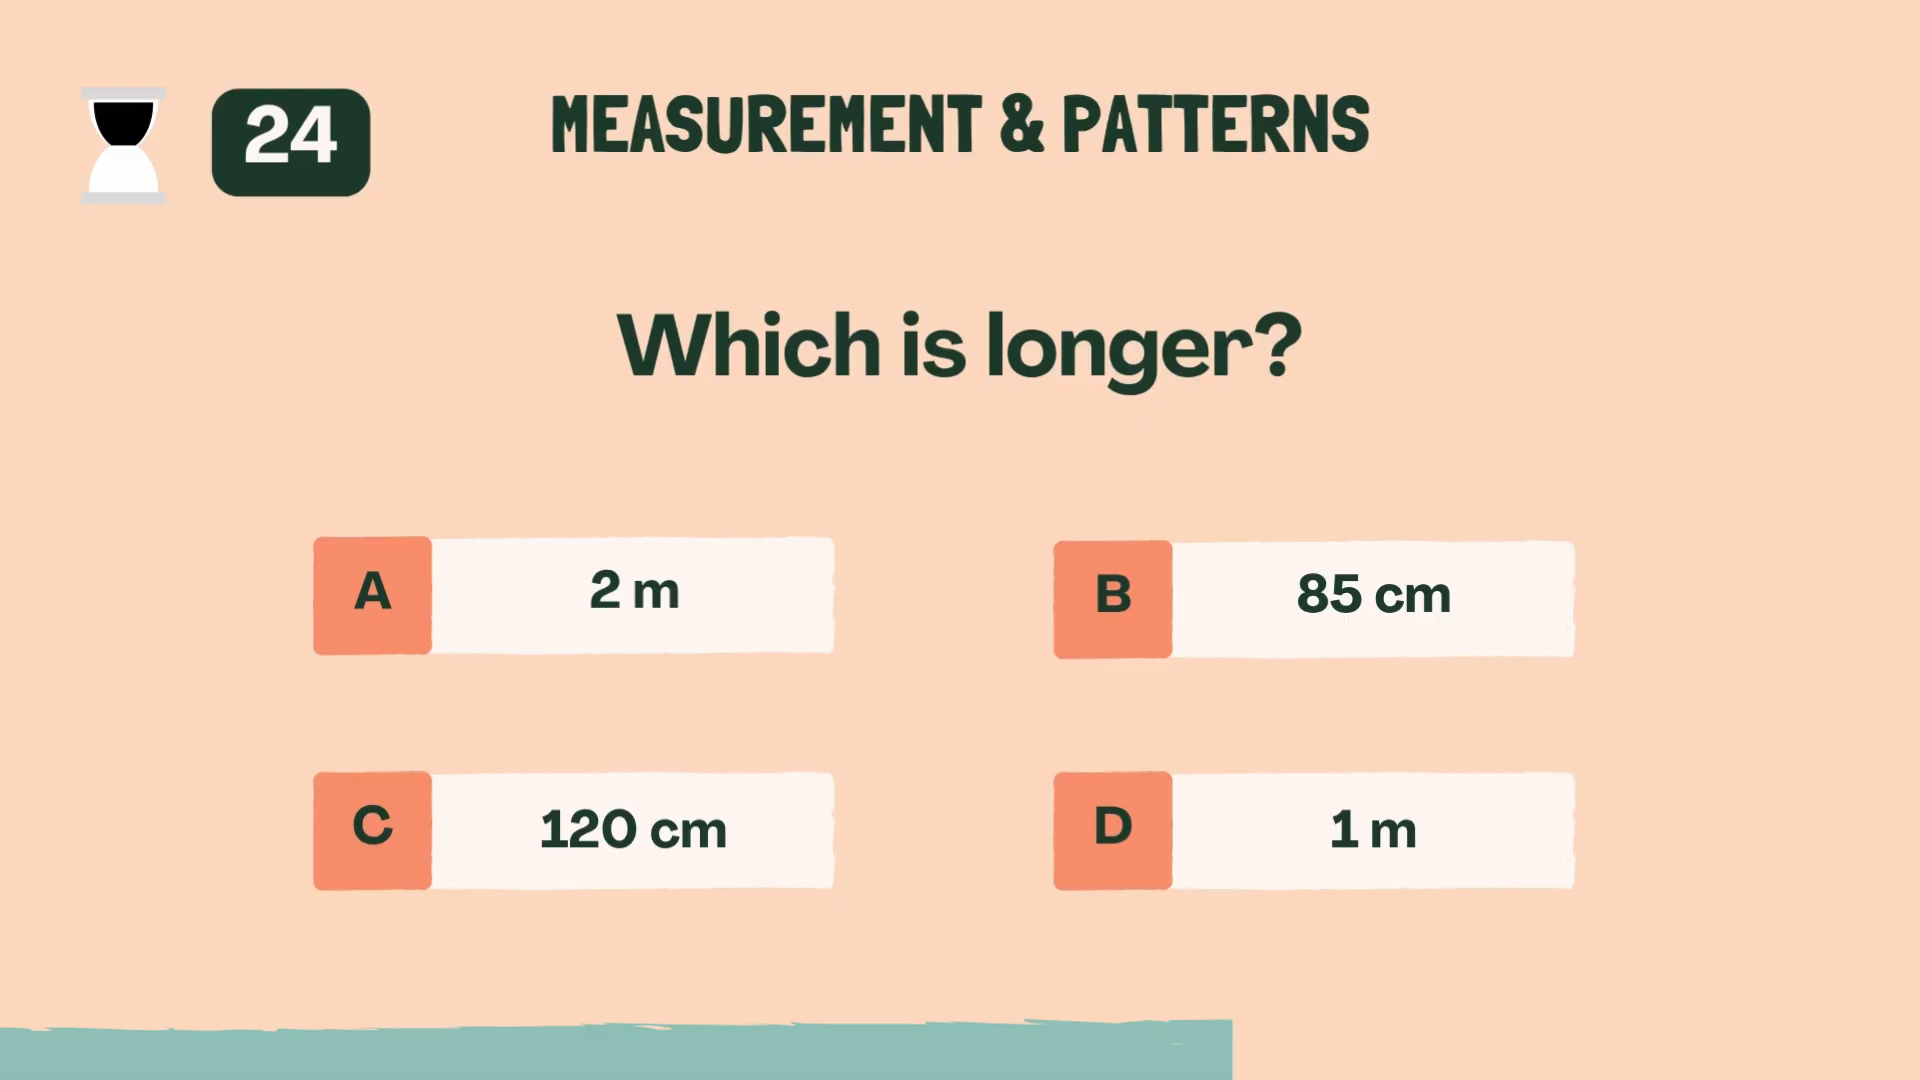 24
MEASUREMENT & PATTERNS
Which is longer?
A 2 m
B 85 cm
C 120 cm
D 1 m